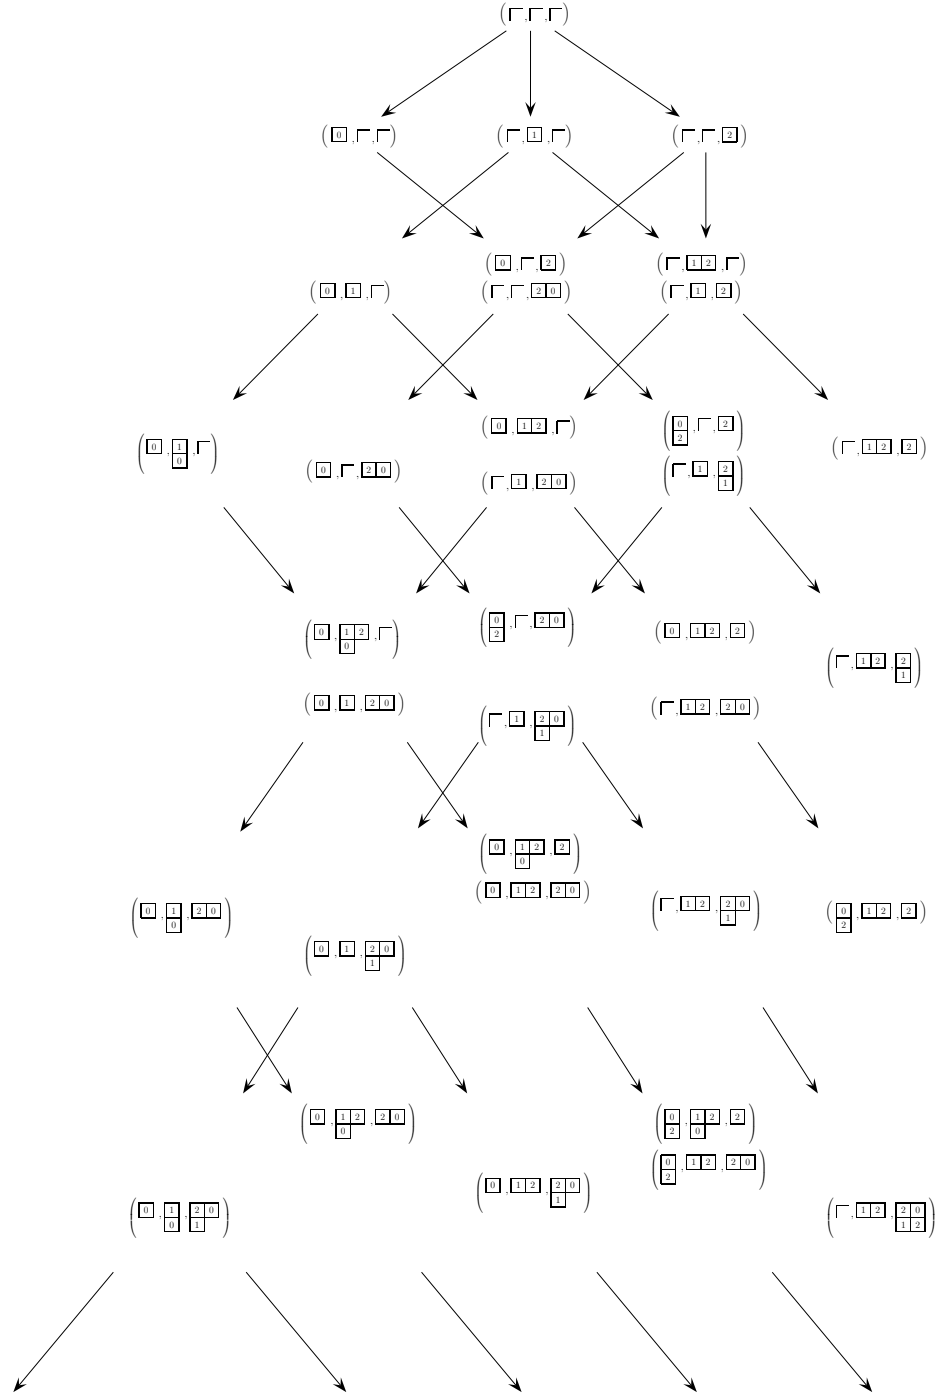 ( , , )
( 0 , , )
( , 1 , )
( , , 2 )
( 0 , , 2 )
( , 1 2 , )
( 0 , 1 , )
( , , 2 0 )
( , 1 , 2 )
( 0 , 1 2 , )
( 0 , , 2 )
2
( 0 , 1 , )
0
( , 1 2 , 2 )
( 0 , , 2 0 )
( , 1 , 2 0 )
( , 1 , 2 )
1
( 0 , 1 2 , )
0
( 0 , , 2 0 )
2
( 0 , 1 2 , 2 )
( , 1 2 , 2 )
1
( 0 , 1 , 2 0 )
( , 1 , 2 0 )
1
( , 1 2 , 2 0 )
( 0 , 1 2 , 2 )
0
( 0 , 1 2 , 2 0 )
( 0 , 1 , 2 0 )
0
( , 1 2 , 2 0 )
1
( 0 , 1 2 , 2 )
2
( 0 , 1 , 2 0 )
1
( 0 , 1 2 , 2 0 )
0
( 0 , 1 2 , 2 )
2 0
( 0 , 1 2 , 2 0 )
2
( 0 , 1 2 , 2 0 )
1
( 0 , 1 , 2 0 )
0 1
( , 1 2 , 2 0 )
1 2